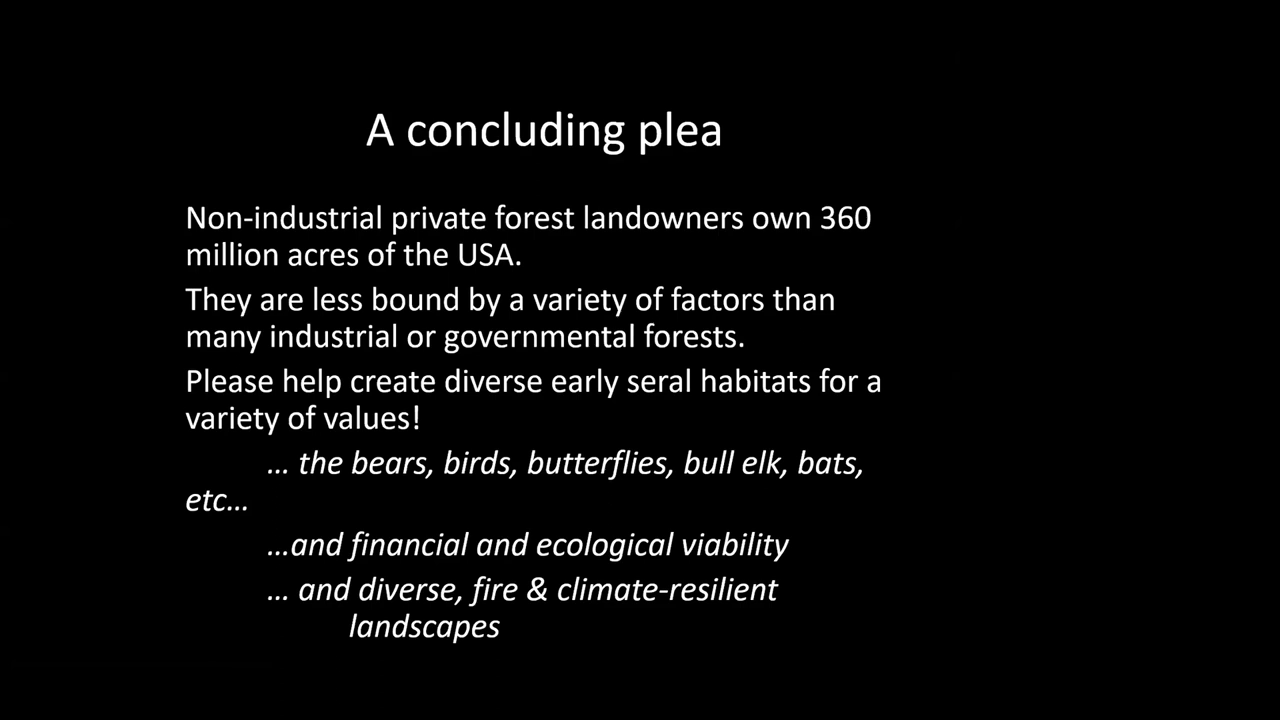 A concluding plea
Non-industrial private forest landowners own 360
million acres of the USA.
They are less bound by a variety of factors than
many industrial or governmental forests.
Please help create diverse early seral habitats for a
variety of values!
… the bears, birds, butterflies, bull elk, bats,
etc…
…and financial and ecological viability
… and diverse, fire & climate-resilient
landscapes